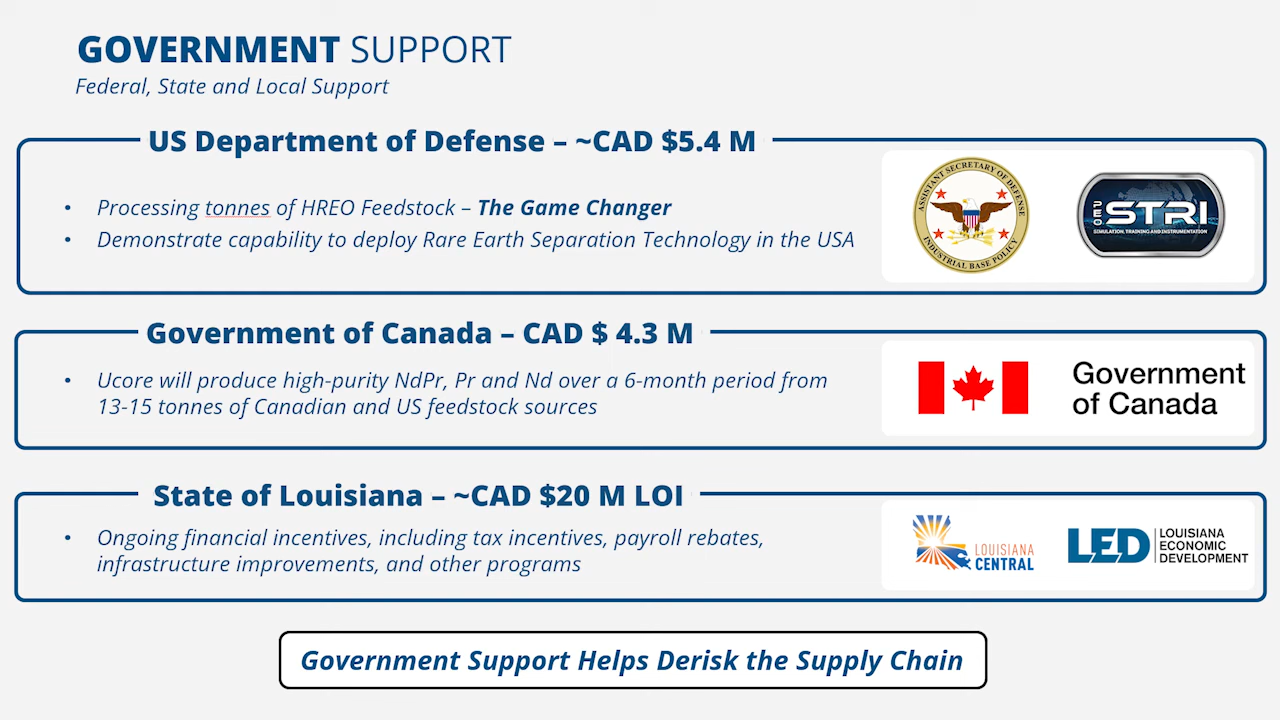 GOVERNMENT SUPPORT
Federal, State and Local Support
US Department of Defense – ~CAD $5.4 M
• Processing tonnes of HREO Feedstock – The Game Changer
• Demonstrate capability to deploy Rare Earth Separation Technology in the USA
ASSISTANT SECRETARY OF DEFENSE
INDUSTRIAL BASE POLICY
PEO
STRI
SIMULATION, TRAINING AND INSTRUMENTATION
Government of Canada – CAD $ 4.3 M
• Ucore will produce high-purity NdPr, Pr and Nd over a 6-month period from
13-15 tonnes of Canadian and US feedstock sources
Government
of Canada
State of Louisiana – ~CAD $20 M LOI
• Ongoing financial incentives, including tax incentives, payroll rebates,
infrastructure improvements, and other programs
LOUISIANA
CENTRAL
LED
LOUISIANA
ECONOMIC
DEVELOPMENT
Government Support Helps Derisk the Supply Chain